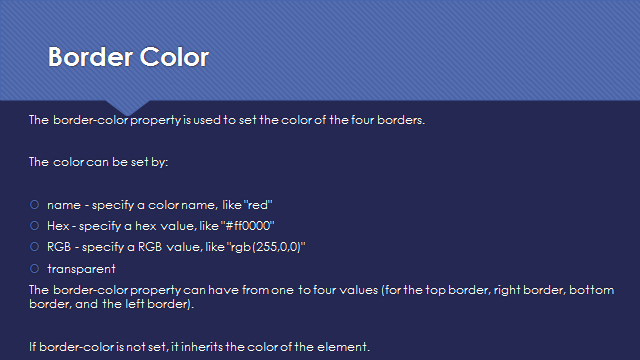 Border Color
The border-color property is used to set the color of the four borders.
The color can be set by:
name - specify a color name, like "red"
Hex - specify a hex value, like "#ff0000"
RGB - specify a RGB value, like "rgb(255,0,0)"
transparent
The border-color property can have from one to four values (for the top border, right border, bottom
border, and the left border).
If border-color is not set, it inherits the color of the element.